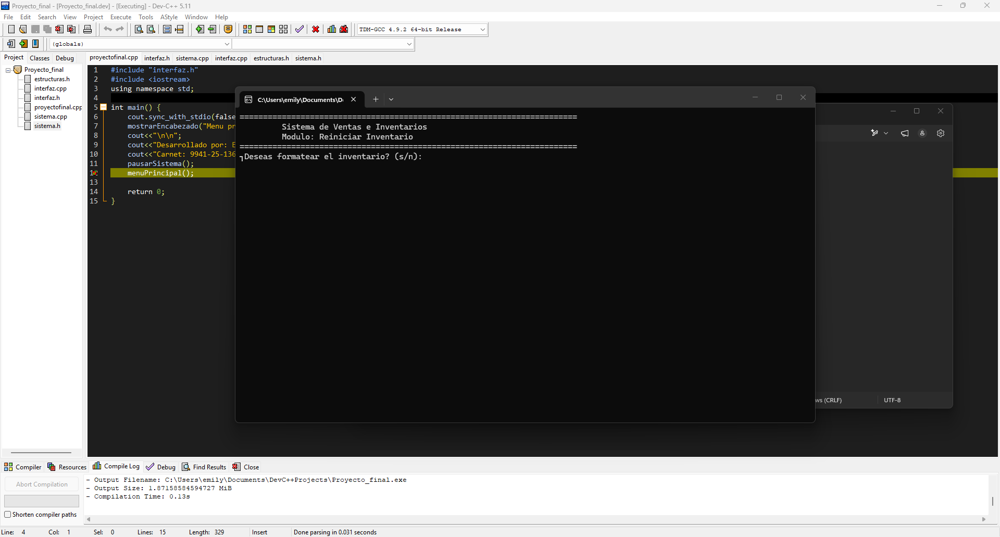 Proyecto_final - [Proyecto_final.dev] - [Executing] - Dev-C++ 5.11
File Edit Search View Project Execute Tools AStyle Window Help
TDM-GCC 4.9.2 64-bit Release
(globals)
Project Classes Debug
proyectofinal.cpp interfaz.h sistema.cpp interfaz.cpp estructuras.h sistema.h
Proyecto_final
estructuras.h
interfaz.cpp
interfaz.h
proyectofinal.cpp
sistema.cpp
sistema.h
1 #include "interfaz.h"
2 #include <iostream>
3 using namespace std;
4
5 int main() {
6 cout.sync_with_stdio(false
7 mostrarEncabezado("Menu pr
8 cout<<"\n\n";
9 cout<<"Desarrollado por: E
10 cout<<"Carnet: 9941-25-136
11 pausarSistema();
12 menuPrincipal();
13
14 return 0;
15 }
C:\Users\emily\Documents\D
========================================================================
Sistema de Ventas e Inventarios
Modulo: Reiniciar Inventario
========================================================================
┐Deseas formatear el inventario? (s/n):
ws (CRLF) UTF-8
Compiler Resources Compile Log Debug Find Results Close
Abort Compilation
Shorten compiler paths
- Output Filename: C:\Users\emily\Documents\DevC++Projects\Proyecto_final.exe
- Output Size: 1.87158584594727 MiB
- Compilation Time: 0.13s
Line: 4 Col: 1 Sel: 0 Lines: 15 Length: 329 Insert Done parsing in 0.031 seconds